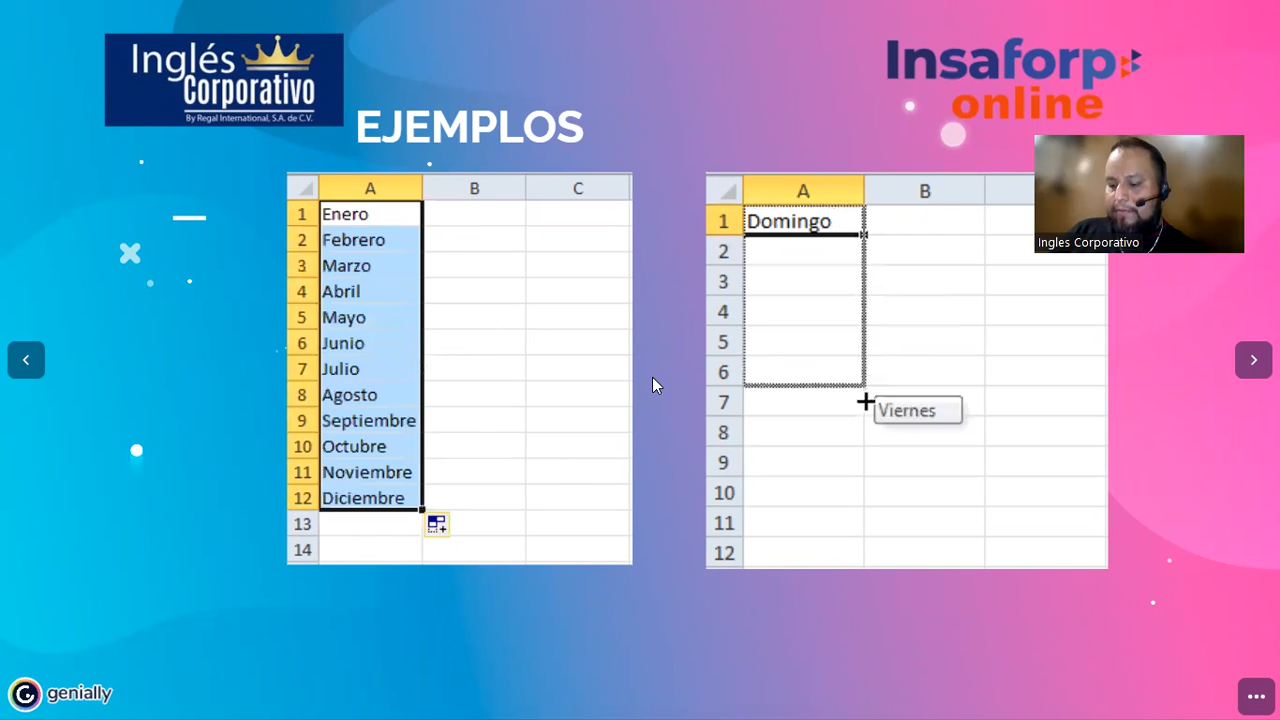 Inglés
Corporativo
By Regal International, S.A. de C.V.
Insaforp
online
EJEMPLOS
A B C
1 Enero
2 Febrero
3 Marzo
4 Abril
5 Mayo
6 Junio
7 Julio
8 Agosto
9 Septiembre
10 Octubre
11 Noviembre
12 Diciembre
13
14
A B
1 Domingo
2
3
4
5
6
7
Viernes
8
9
10
11
12
Ingles Corporativo
genially